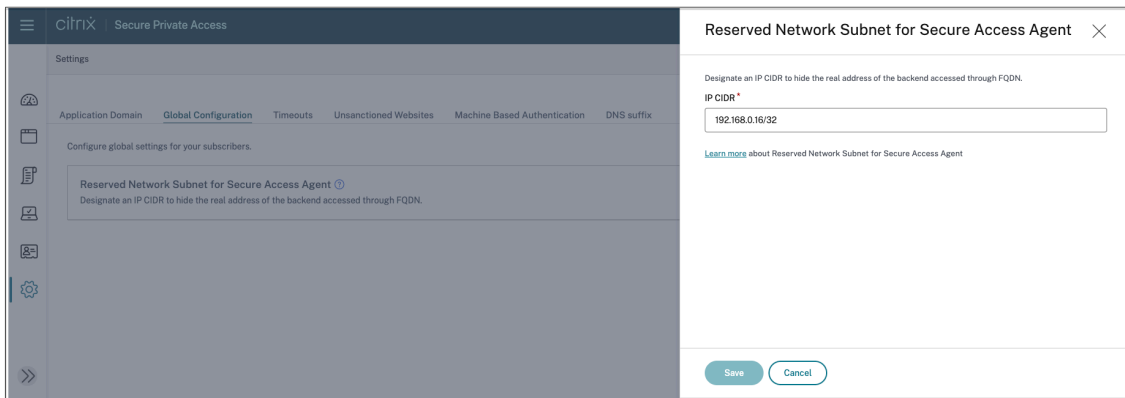 citrix | Secure Private Access
Settings
Application Domain Global Configuration Timeouts Unsanctioned Websites Machine Based Authentication DNS suffix
Configure global settings for your subscribers.
Reserved Network Subnet for Secure Access Agent ?
Designate an IP CIDR to hide the real address of the backend accessed through FQDN.
Reserved Network Subnet for Secure Access Agent
Designate an IP CIDR to hide the real address of the backend accessed through FQDN.
IP CIDR *
192.168.0.16/32
Learn more about Reserved Network Subnet for Secure Access Agent
Save Cancel